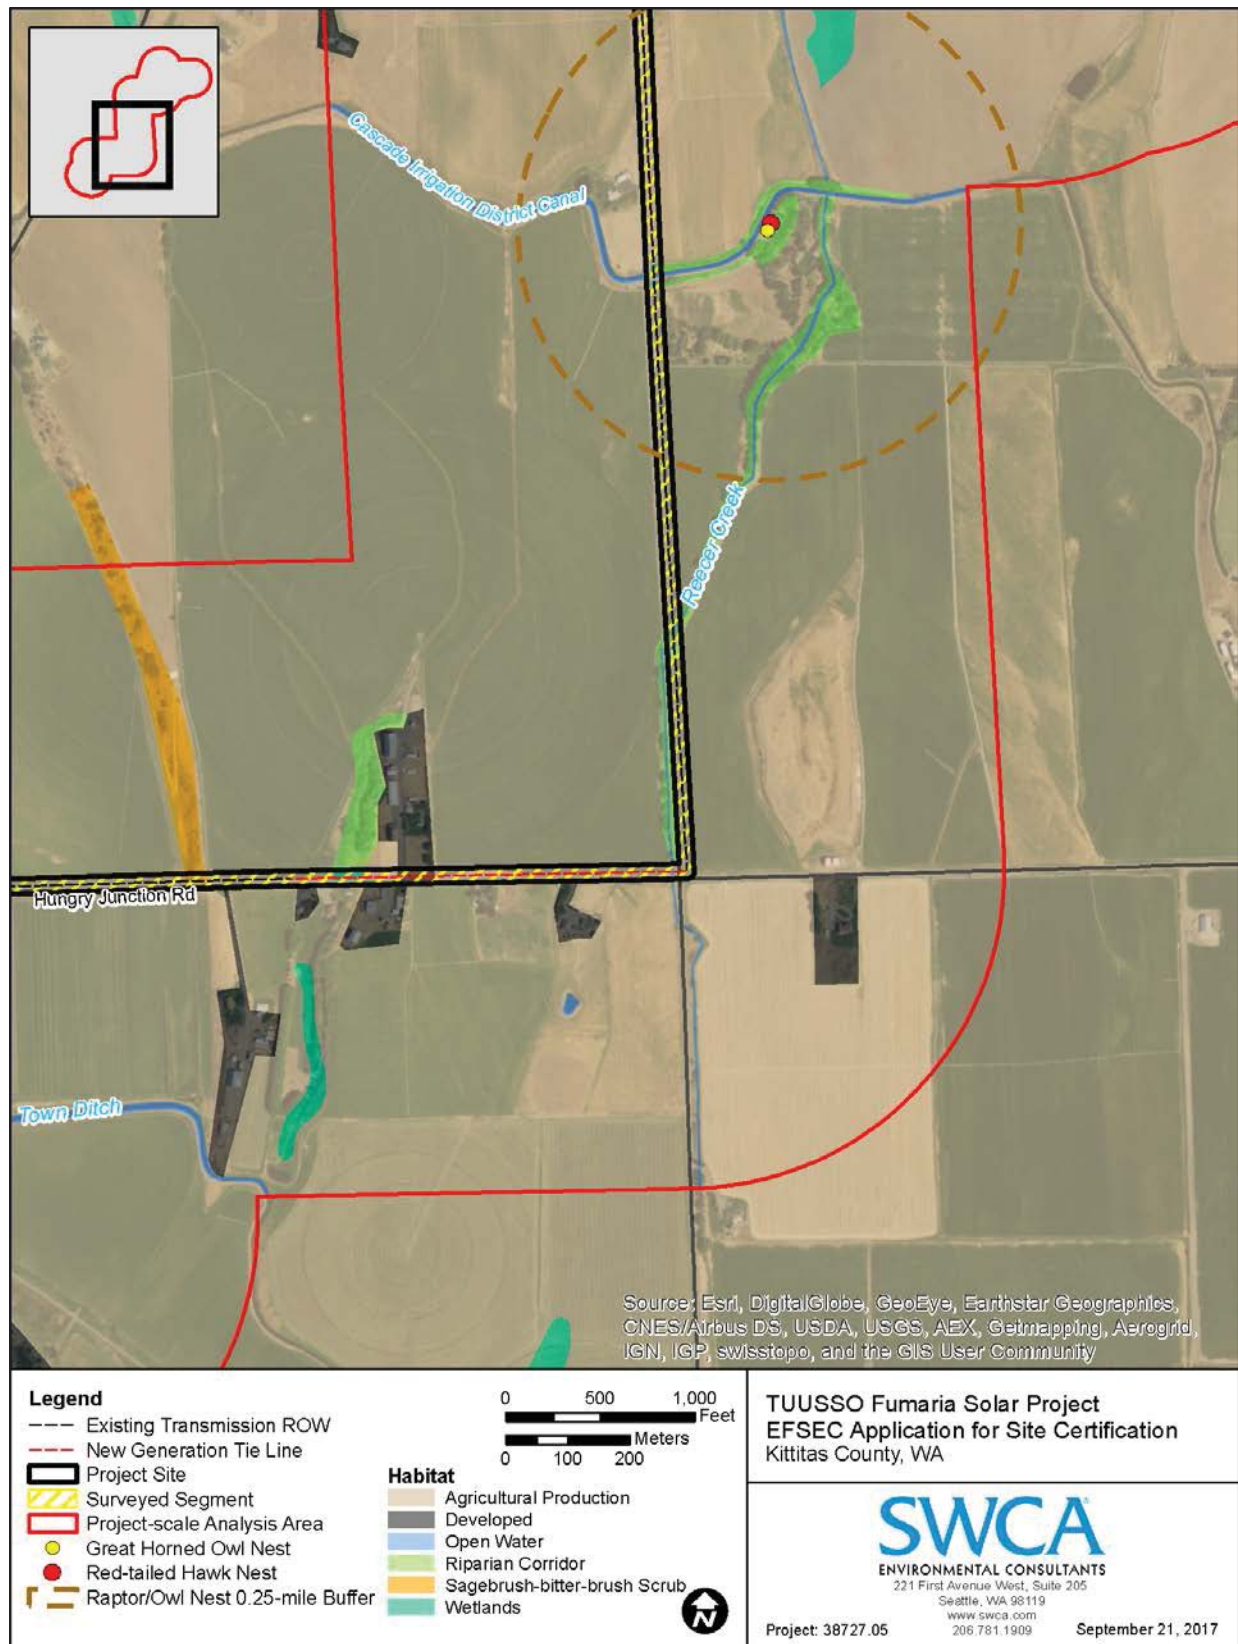 Cascade Irrigation District Canal
Reecer Creek
Hungry Junction Rd
Town Ditch
Source: Esri, DigitalGlobe, GeoEye, Earthstar Geographics,
CNES/Airbus DS, USDA, USGS, AEX, Getmapping, Aerogrid,
IGN, IGP, swisstopo, and the GIS User Community
Legend
Existing Transmission ROW
New Generation Tie Line
Project Site
Surveyed Segment
Project-scale Analysis Area
Great Horned Owl Nest
Red-tailed Hawk Nest
Raptor/Owl Nest 0.25-mile Buffer
0 500 1,000
Feet
Meters
0 100 200
Habitat
Agricultural Production
Developed
Open Water
Riparian Corridor
Sagebrush-bitter-brush Scrub
Wetlands
N
TUUSSO Fumaria Solar Project
EFSEC Application for Site Certification
Kittitas County, WA
SWCA
ENVIRONMENTAL CONSULTANTS
221 First Avenue West, Suite 205
Seattle, WA 98119
www.swca.com
206.781.1909
Project: 38727.05
September 21, 2017